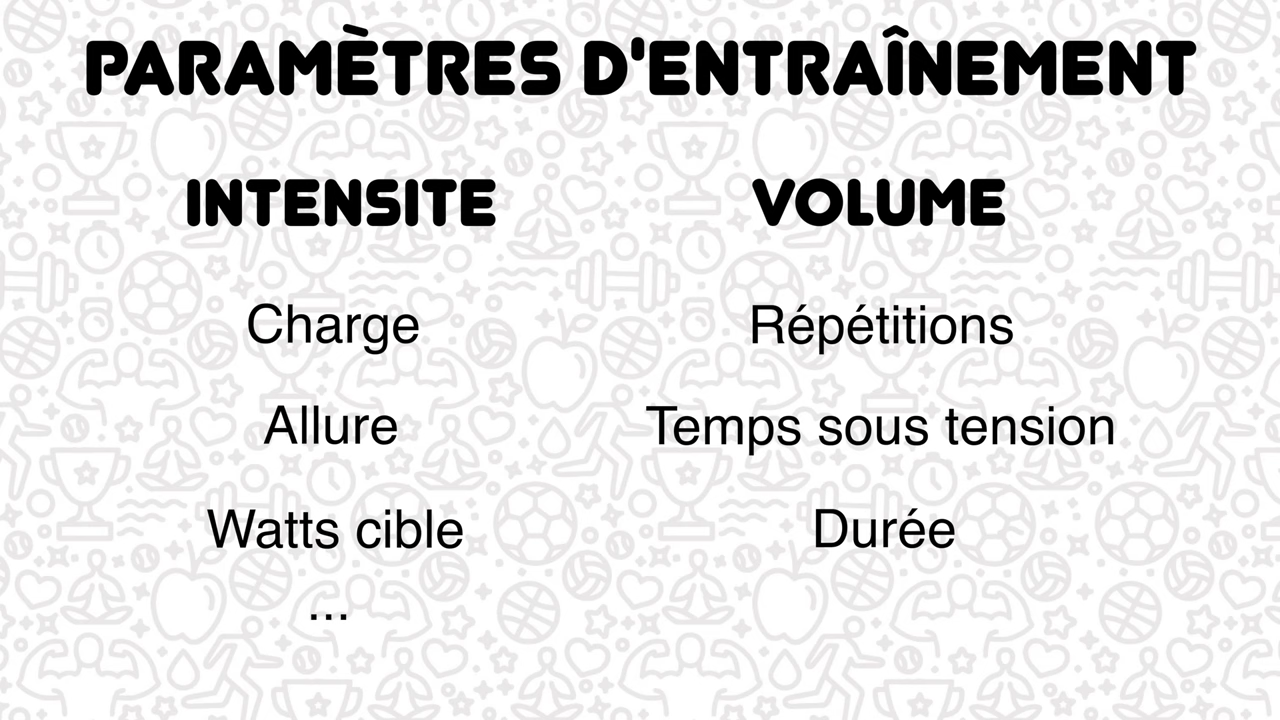 PARAMÈTRES D'ENTRAÎNEMENT
INTENSITE
Charge
Allure
Watts cible
...
VOLUME
Répétitions
Temps sous tension
Durée